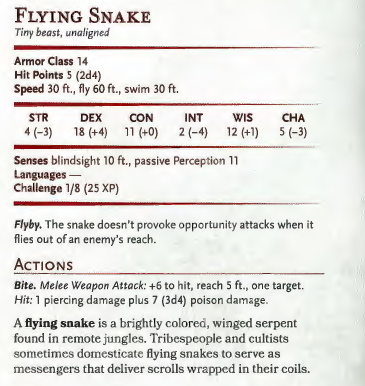 FLYING SNAKE
Tiny beast, unaligned
Armor Class 14
Hit Points 5 (2d4)
Speed 30 ft., fly 60 ft., swim 30 ft.
STR DEX CON INT WIS CHA
4 (–3) 18 (+4) 11 (+0) 2 (–4) 12 (+1) 5 (–3)
Senses blindsight 10 ft., passive Perception 11
Languages —
Challenge 1/8 (25 XP)
Flyby. The snake doesn't provoke opportunity attacks when it
flies out of an enemy's reach.
ACTIONS
Bite. Melee Weapon Attack: +6 to hit, reach 5 ft., one target.
Hit: 1 piercing damage plus 7 (3d4) poison damage.
A flying snake is a brightly colored, winged serpent
found in remote jungles. Tribespeople and cultists
sometimes domesticate flying snakes to serve as
messengers that deliver scrolls wrapped in their coils.